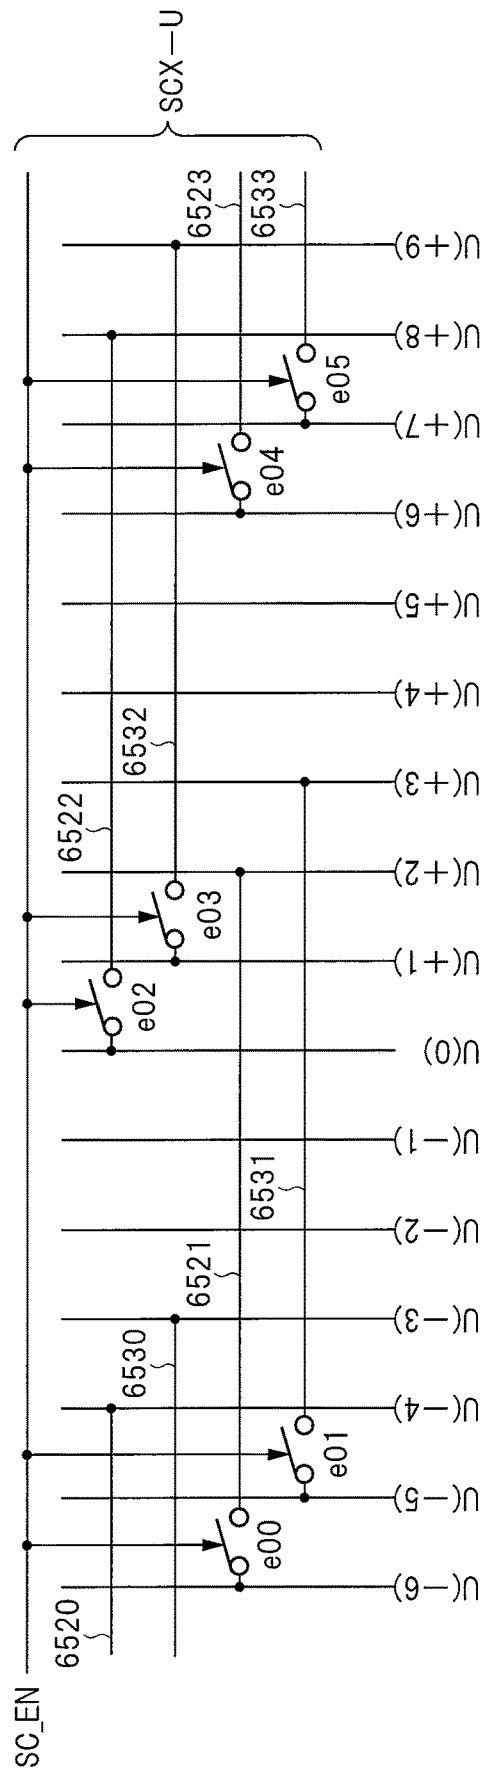 SCX-U
6523
6533
U(+9)
U(+8)
e05
U(+7)
e04
U(+6)
U(+5)
U(+4)
6532
U(+3)
6522
U(+2)
e03
U(+1)
e02
U(0)
U(-1)
6531
U(-2)
6521
U(-3)
6530
U(-4)
e01
U(-5)
e00
U(-6)
6520
SC_EN